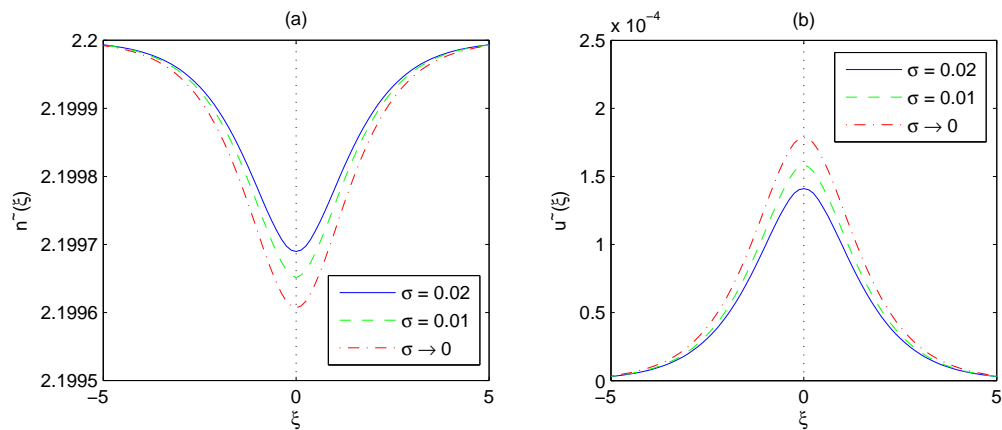 (a)
2.2
2.1999
2.1998
2.1997
2.1996
2.1995
n~(ξ)
−5
0
5
ξ
σ = 0.02
σ = 0.01
σ → 0
(b)
x 10⁻⁴
2.5
2
1.5
1
0.5
0
u~(ξ)
−5
0
5
ξ
σ = 0.02
σ = 0.01
σ → 0